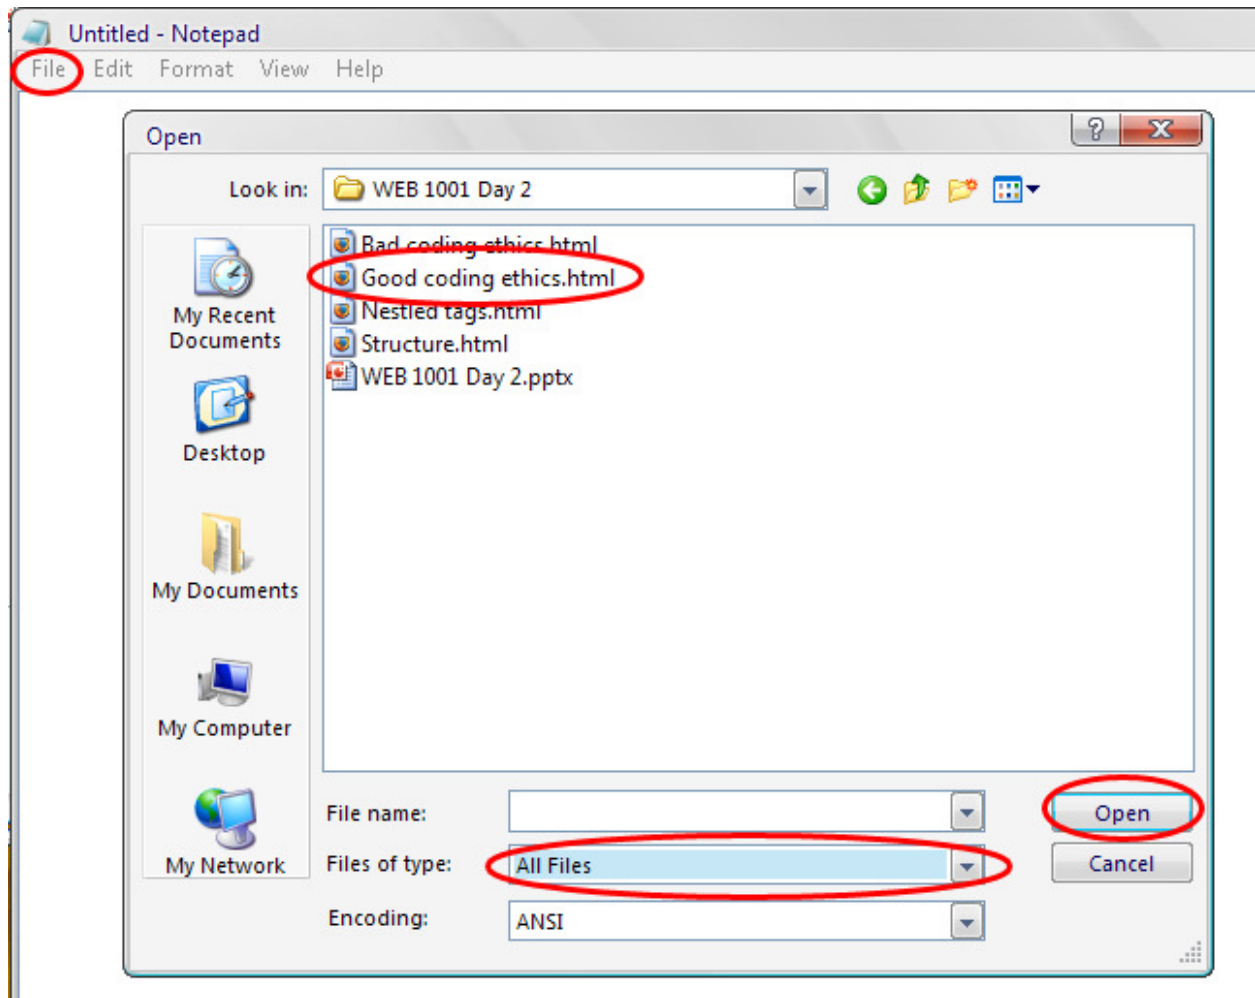 Untitled - Notepad
File Edit Format View Help
Open
Look in: WEB 1001 Day 2
Bad coding ethics.html
Good coding ethics.html
Nestled tags.html
Structure.html
WEB 1001 Day 2.pptx
My Recent
Documents
Desktop
My Documents
My Computer
My Network
File name:
Open
Files of type: All Files
Cancel
Encoding: ANSI